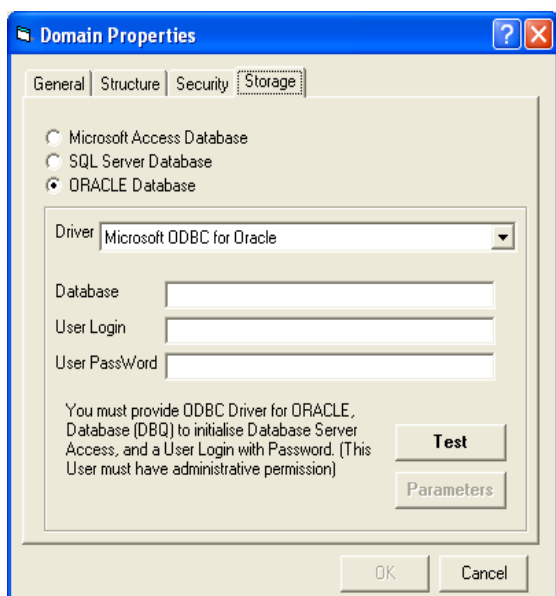 Domain Properties
General Structure Security Storage
Microsoft Access Database
SQL Server Database
ORACLE Database
Driver Microsoft ODBC for Oracle
Database
User Login
User PassWord
You must provide ODBC Driver for ORACLE,
Database (DBQ) to initialise Database Server
Access, and a User Login with Password. (This
User must have administrative permission)
Test
Parameters
OK Cancel